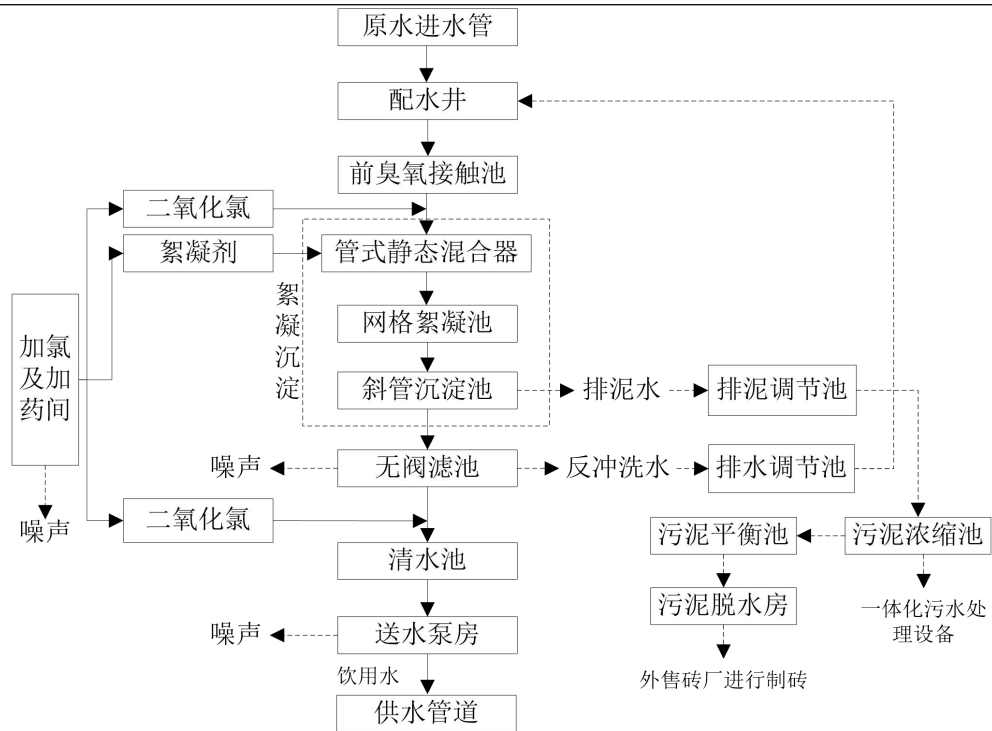 原水进水管
配水井
前臭氧接触池
二氧化氯
絮凝剂
管式静态混合器
絮凝沉淀
网格絮凝池
加氯
及加
药间
斜管沉淀池
排泥水
排泥调节池
噪声
无阀滤池
反冲洗水
排水调节池
噪声
二氧化氯
污泥平衡池
污泥浓缩池
清水池
污泥脱水房
一体化污水处
理设备
噪声
送水泵房
饮用水
外售砖厂进行制砖
供水管道